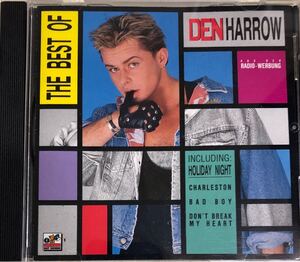 THE BEST OF
DEN HARROW
AUS DER
RADIO-WERBUNG
INCLUDING:
HOLIDAY NIGHT
CHARLESTON
BAD BOY
DON'T BREAK
MY HEART